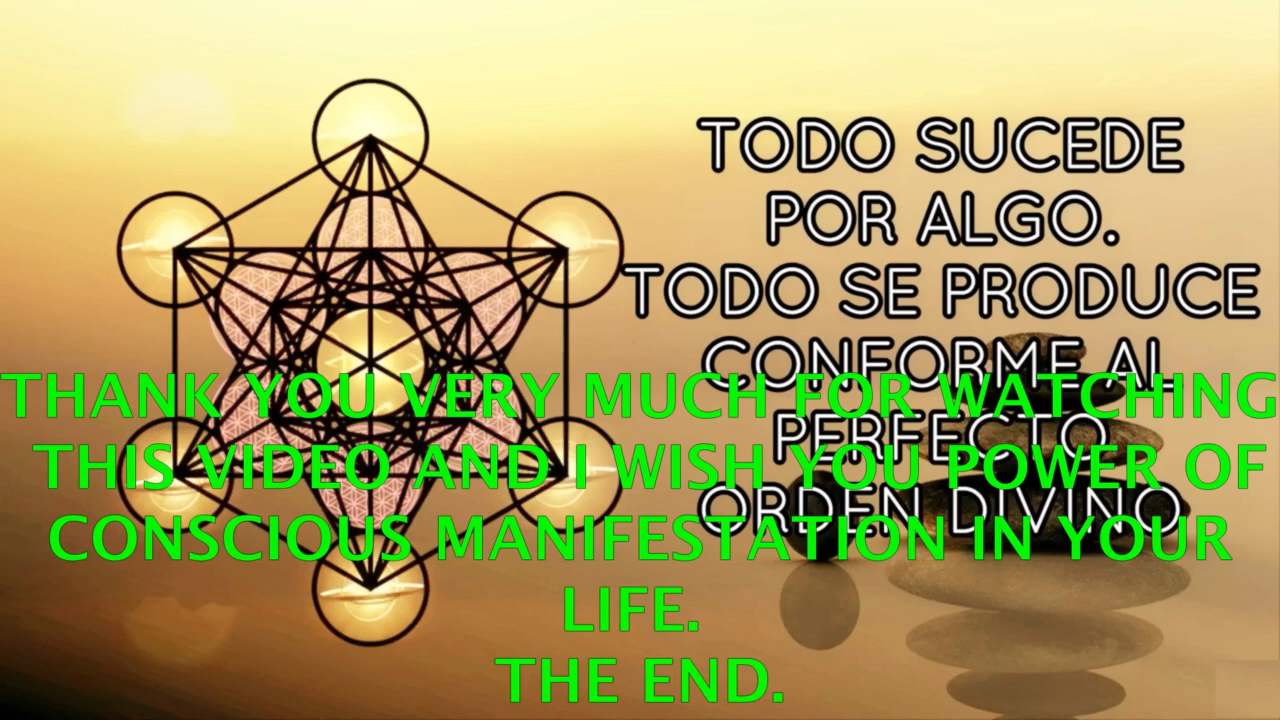 TODO SUCEDE
POR ALGO.
TODO SE PRODUCE
CONFORME AL
PERFECTO
ORDEN DIVINO
THANK YOU VERY MUCH FOR WATCHING
THIS VIDEO AND I WISH YOU POWER OF
CONSCIOUS MANIFESTATION IN YOUR
LIFE.
THE END.